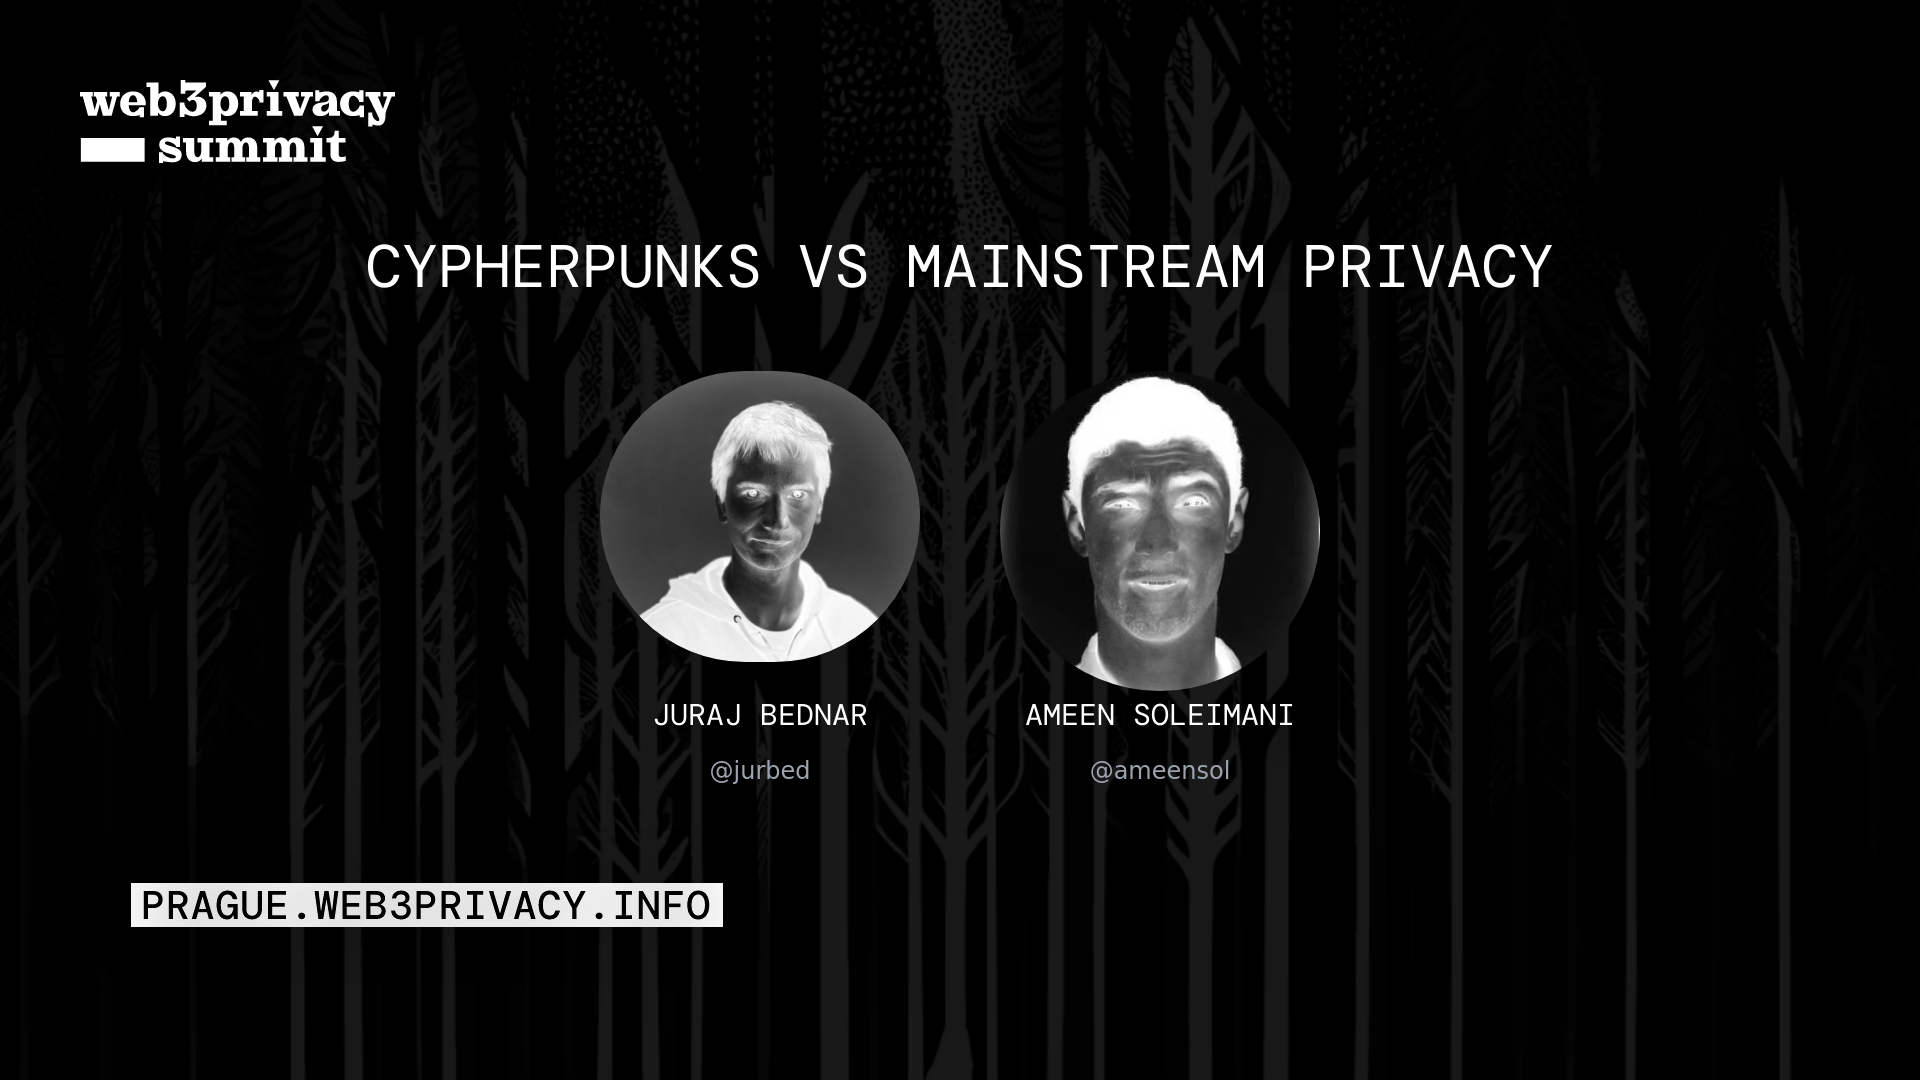 web3privacy
summit
CYPHERPUNKS VS MAINSTREAM PRIVACY
JURAJ BEDNAR
AMEEN SOLEIMANI
@jurbed
@ameensol
PRAGUE.WEB3PRIVACY.INFO